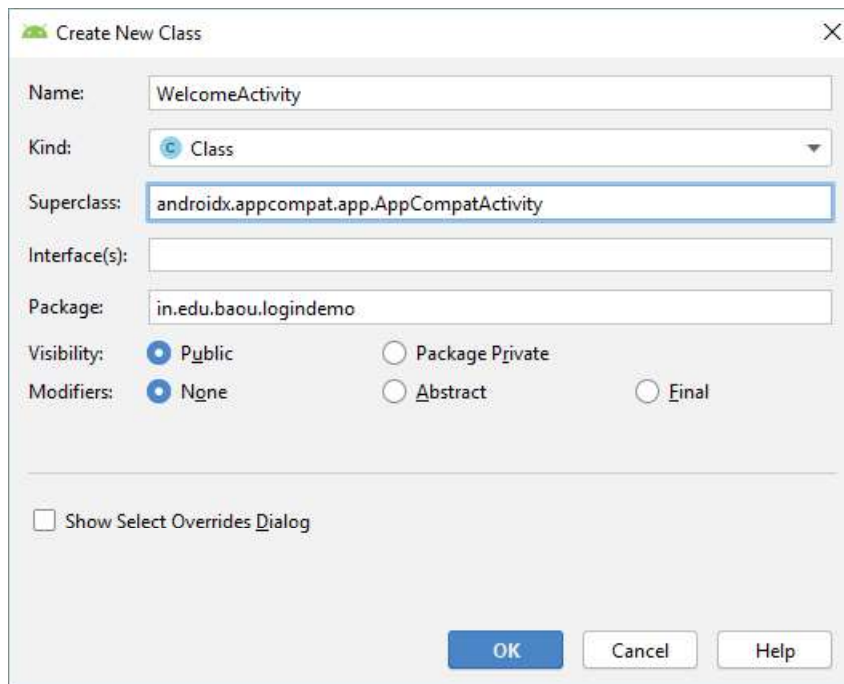 Create New Class
Name: WelcomeActivity
Kind: C Class
Superclass: androidx.appcompat.app.AppCompatActivity
Interface(s):
Package: in.edu.baou.logindemo
Visibility: Public Package Private
Modifiers: None Abstract Final
Show Select Overrides Dialog
OK Cancel Help